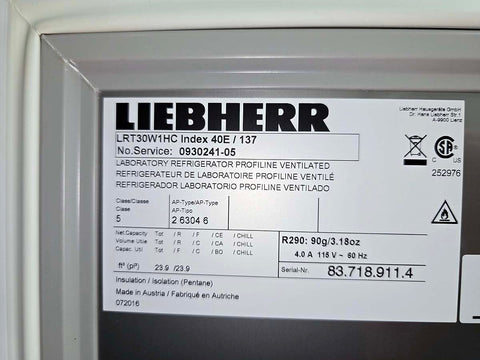 LIEBHERR
Liebherr Hausgeräte GmbH
Dr. Hans Liebherr Str.1
A-9900 Lienz
LRT30W1HC Index 40E / 137
No.Service: 0930241-05
252976
LABORATORY REFRIGERATOR PROFILINE VENTILATED
REFRIGERATEUR DE LABORATOIRE PROFILINE VENTILÉ
REFRIGERADOR LABORATORIO PROFILINE VENTILADO
Class/Classe AP-Type/AP-Type
Clase AP-Tipo
5 2 6304 6
Net.Capacity Tot / R / F / CE / CHILL
Volume Utile Tot / R / C / CA / CHILL
Capac. Util Tot / F / C / BO / CHILL
R290: 90g/3.18oz
4.0 A 115 V ~ 60 Hz
ft³ (pi³) 23.9 /23.9
Serial-Nr. 83.718.911.4
Insulation / Isolation (Pentane)
Made in Austria / Fabriqué en Autriche
072016